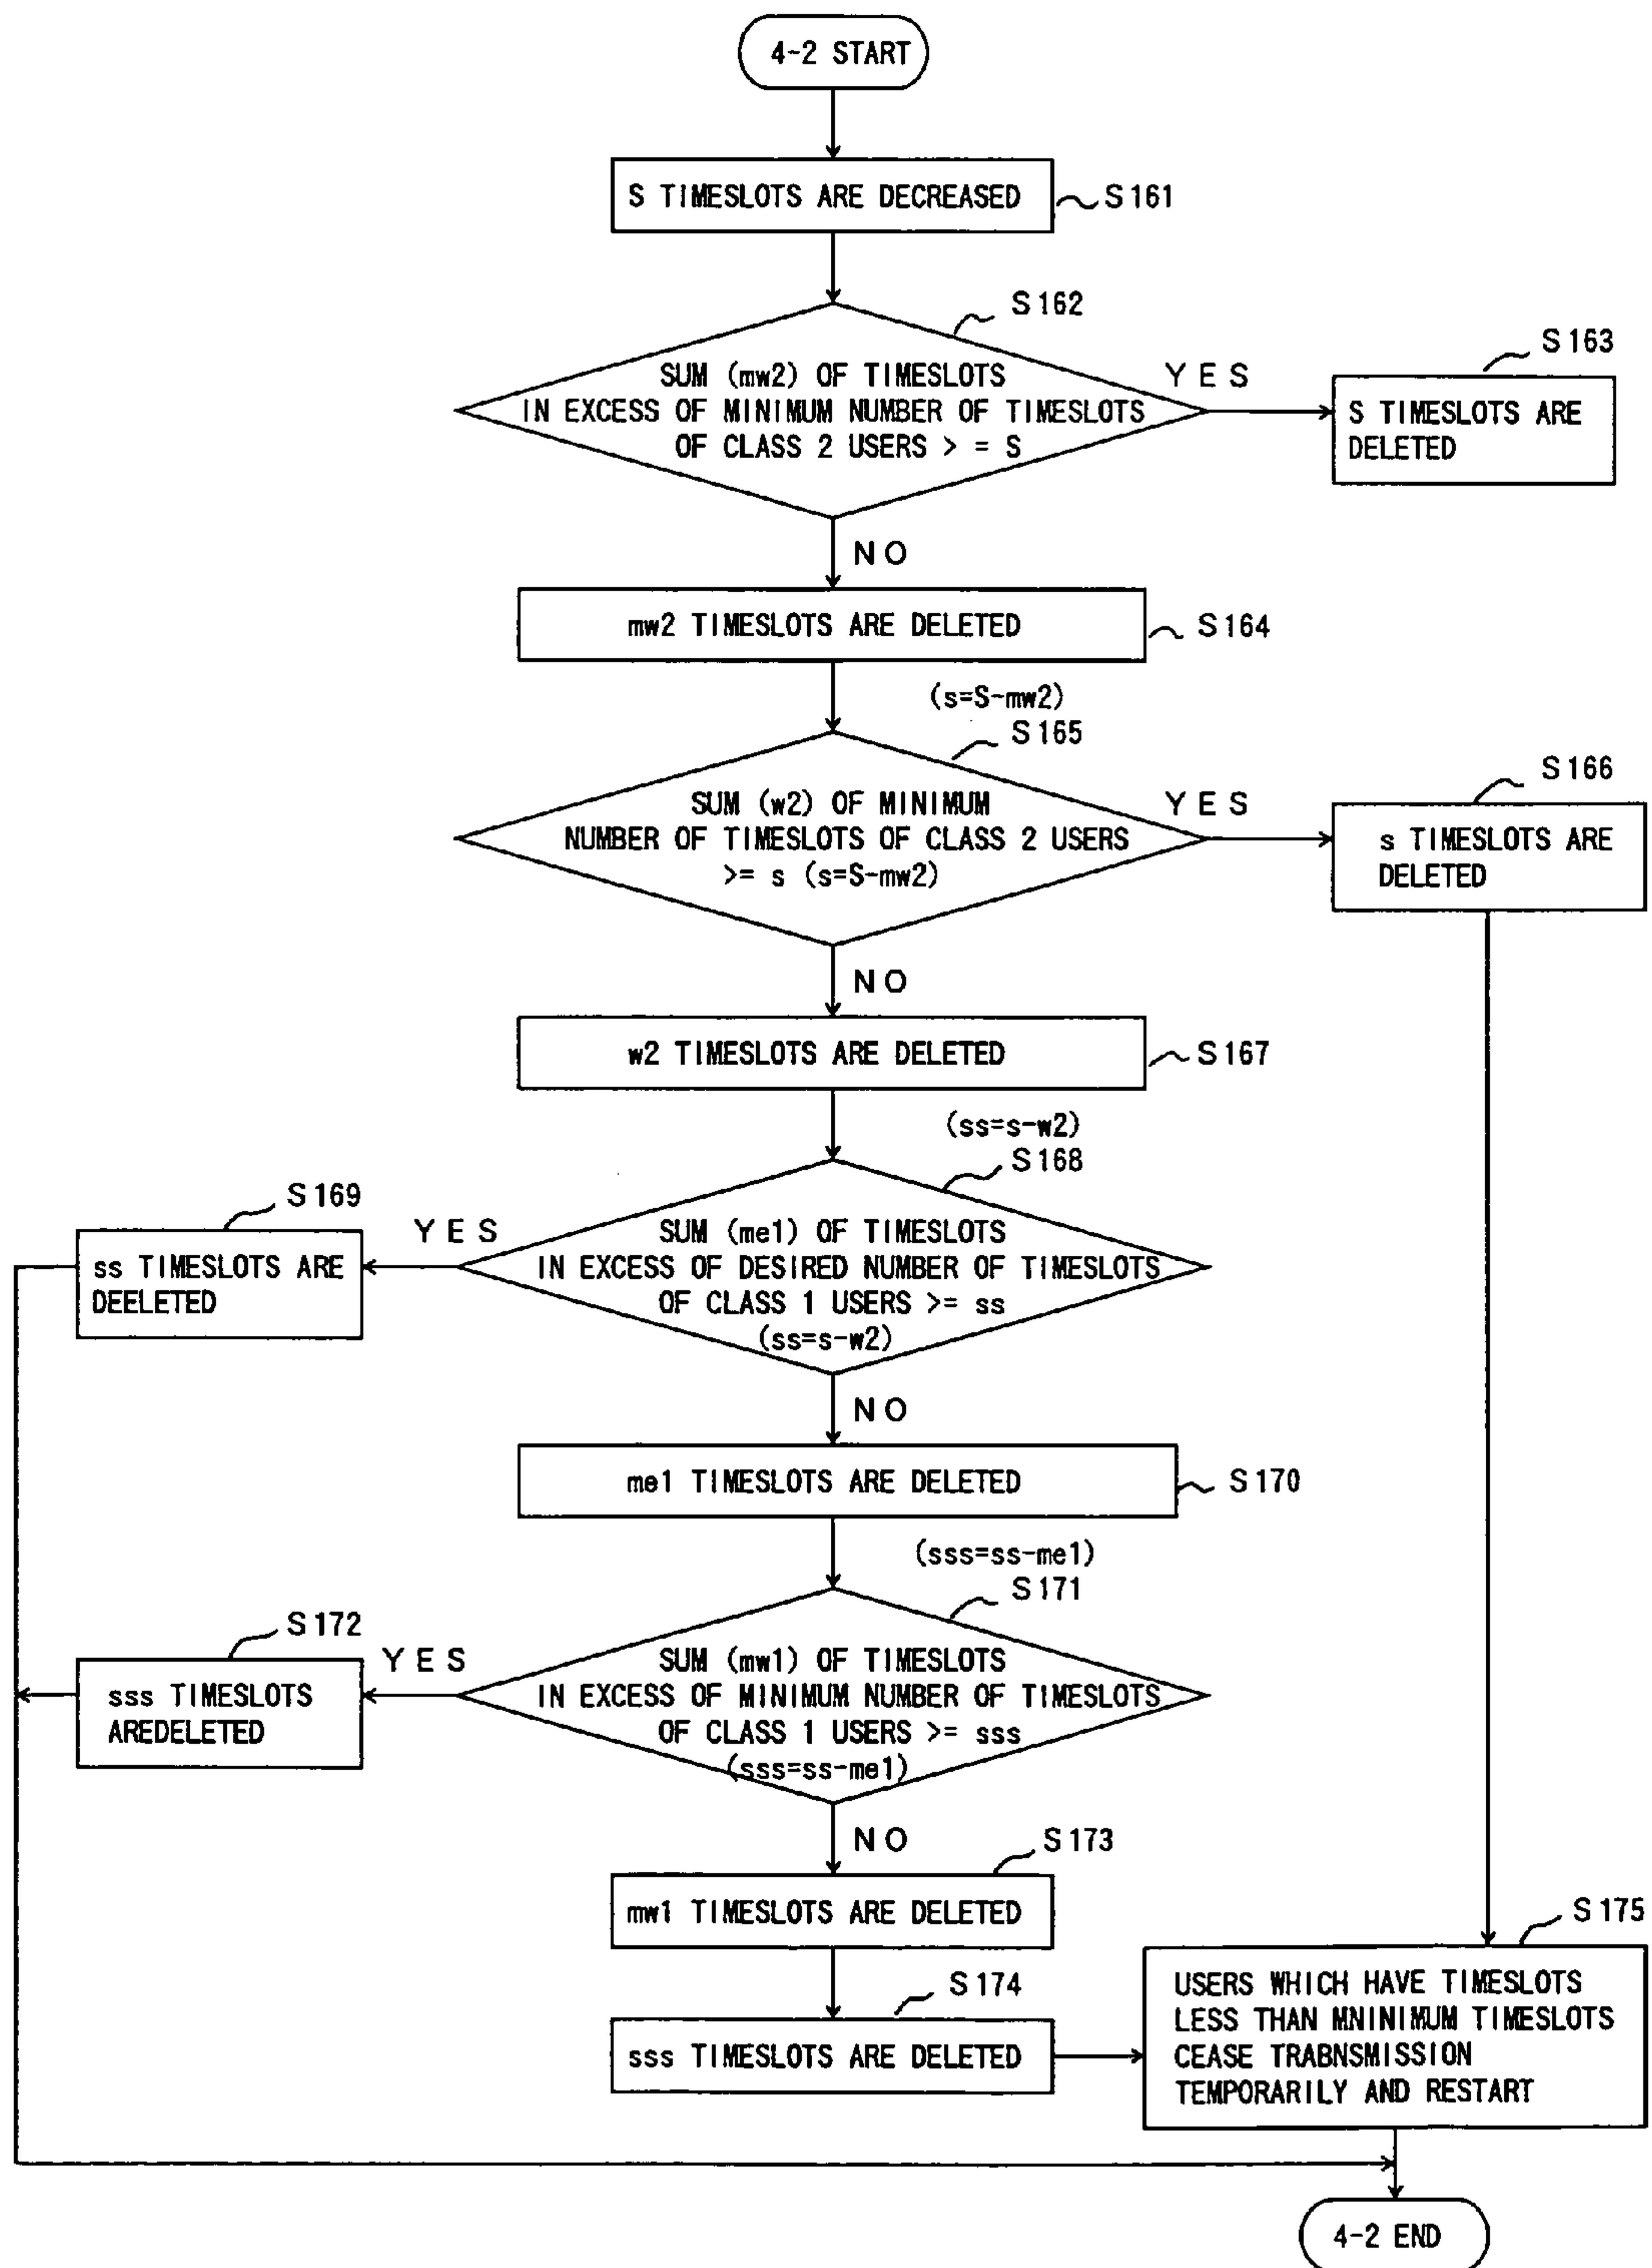 4-2 START
S TIMESLOTS ARE DECREASED
S161
S162
SUM (mw2) OF TIMESLOTS
IN EXCESS OF MINIMUM NUMBER OF TIMESLOTS
OF CLASS 2 USERS > = S
YES
S163
S TIMESLOTS ARE
DELETED
NO
mw2 TIMESLOTS ARE DELETED
S164
(s=S-mw2)
S165
SUM (w2) OF MINIMUM
NUMBER OF TIMESLOTS OF CLASS 2 USERS
>= s (s=S-mw2)
YES
S166
s TIMESLOTS ARE
DELETED
NO
w2 TIMESLOTS ARE DELETED
S167
(ss=s-w2)
S168
SUM (me1) OF TIMESLOTS
IN EXCESS OF DESIRED NUMBER OF TIMESLOTS
OF CLASS 1 USERS >= ss
(ss=s-w2)
YES
S169
ss TIMESLOTS ARE
DEELETED
NO
me1 TIMESLOTS ARE DELETED
S170
(sss=ss-me1)
S171
SUM (mw1) OF TIMESLOTS
IN EXCESS OF MINIMUM NUMBER OF TIMESLOTS
OF CLASS 1 USERS >= sss
(sss=ss-me1)
YES
S172
sss TIMESLOTS
AREDELETED
NO
S173
mw1 TIMESLOTS ARE DELETED
S174
sss TIMESLOTS ARE DELETED
S175
USERS WHICH HAVE TIMESLOTS
LESS THAN MNINIMUM TIMESLOTS
CEASE TRABNSMISSION
TEMPORARILY AND RESTART
4-2 END